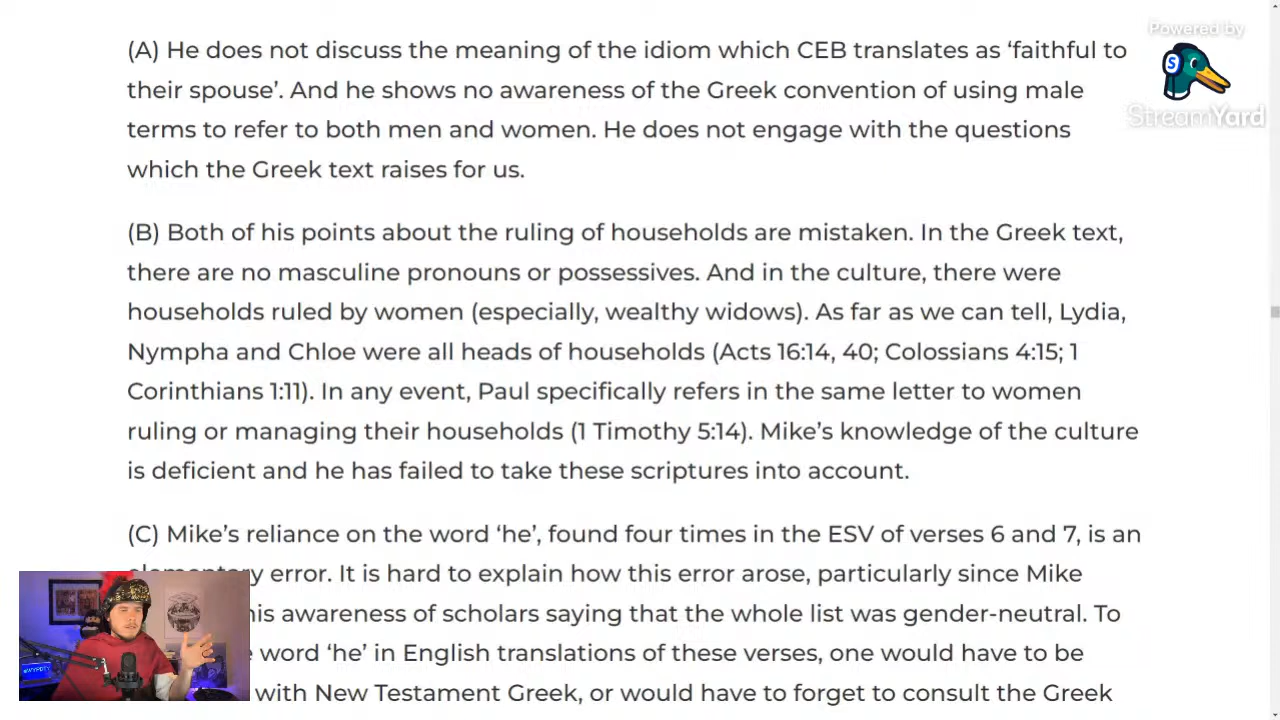 (A) He does not discuss the meaning of the idiom which CEB translates as ‘faithful to
their spouse’. And he shows no awareness of the Greek convention of using male
terms to refer to both men and women. He does not engage with the questions
which the Greek text raises for us.
(B) Both of his points about the ruling of households are mistaken. In the Greek text,
there are no masculine pronouns or possessives. And in the culture, there were
households ruled by women (especially, wealthy widows). As far as we can tell, Lydia,
Nympha and Chloe were all heads of households (Acts 16:14, 40; Colossians 4:15; 1
Corinthians 1:11). In any event, Paul specifically refers in the same letter to women
ruling or managing their households (1 Timothy 5:14). Mike’s knowledge of the culture
is deficient and he has failed to take these scriptures into account.
(C) Mike’s reliance on the word ‘he’, found four times in the ESV of verses 6 and 7, is an
error. It is hard to explain how this error arose, particularly since Mike
his awareness of scholars saying that the whole list was gender-neutral. To
word ‘he’ in English translations of these verses, one would have to be
with New Testament Greek, or would have to forget to consult the Greek
Powered by
S
StreamYard
#WYPDTY